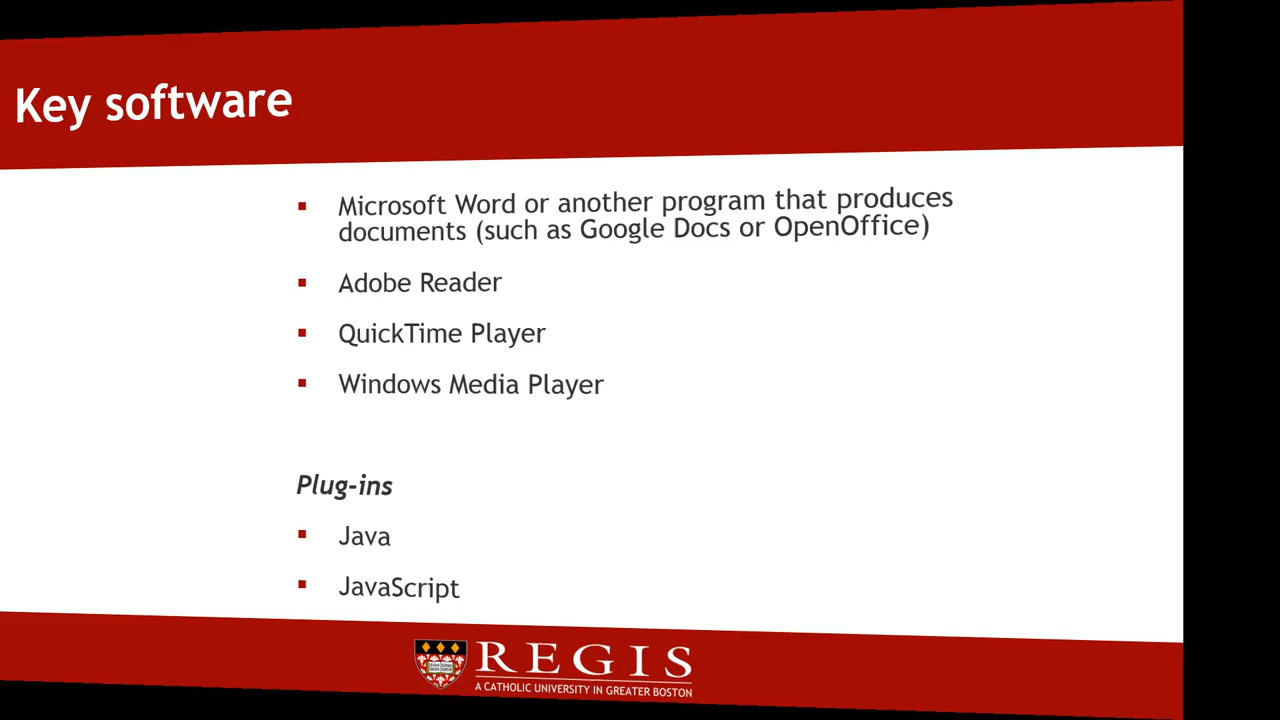 Key software
Microsoft Word or another program that produces
documents (such as Google Docs or OpenOffice)
Adobe Reader
QuickTime Player
Windows Media Player
Plug-ins
Java
JavaScript
REGIS
A CATHOLIC UNIVERSITY IN GREATER BOSTON